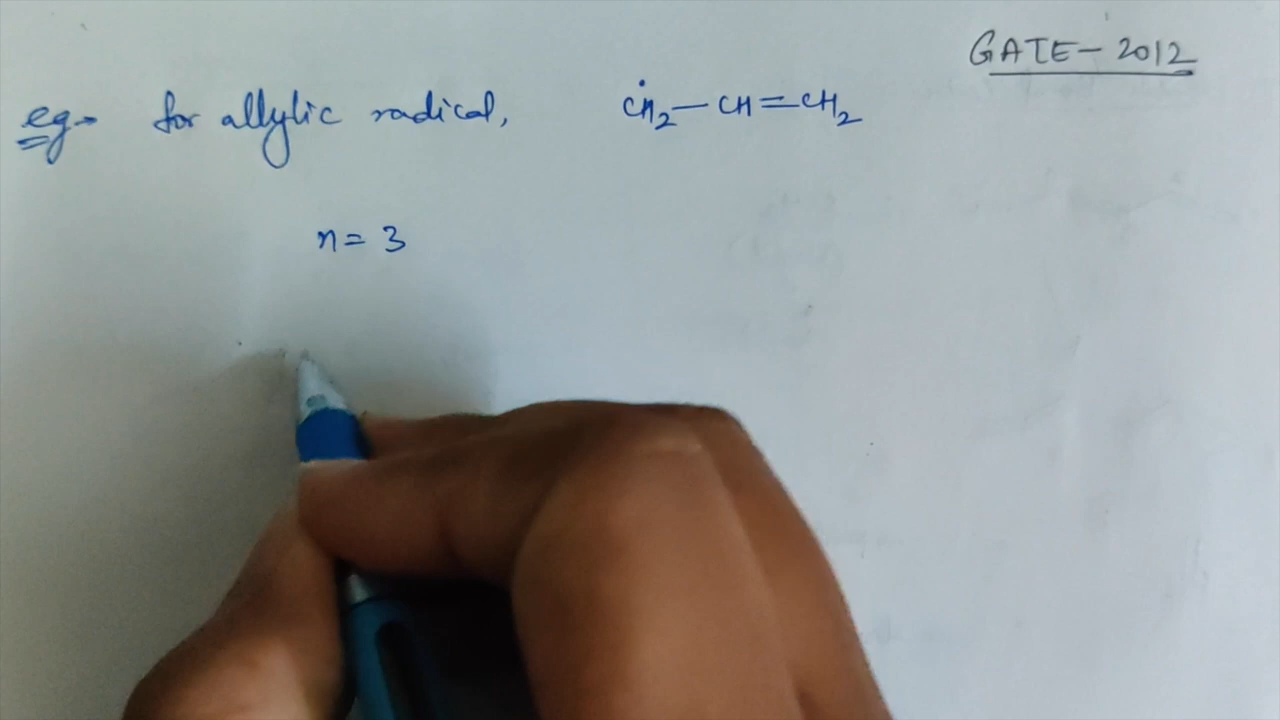 GATE-2012
eg→ for allylic radical, ĊH₂—CH=CH₂
n = 3